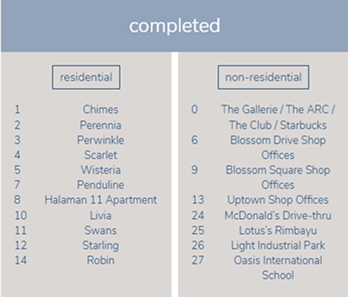 completed
residential
1 Chimes
2 Perennia
3 Perwinkle
4 Scarlet
5 Wisteria
7 Penduline
8 Halaman 11 Apartment
10 Livia
11 Swans
12 Starling
14 Robin
non-residential
0 The Gallerie / The ARC /
The Club / Starbucks
6 Blossom Drive Shop
Offices
9 Blossom Square Shop
Offices
13 Uptown Shop Offices
24 McDonald's Drive-thru
25 Lotus's Rimbayu
26 Light Industrial Park
27 Oasis International
School